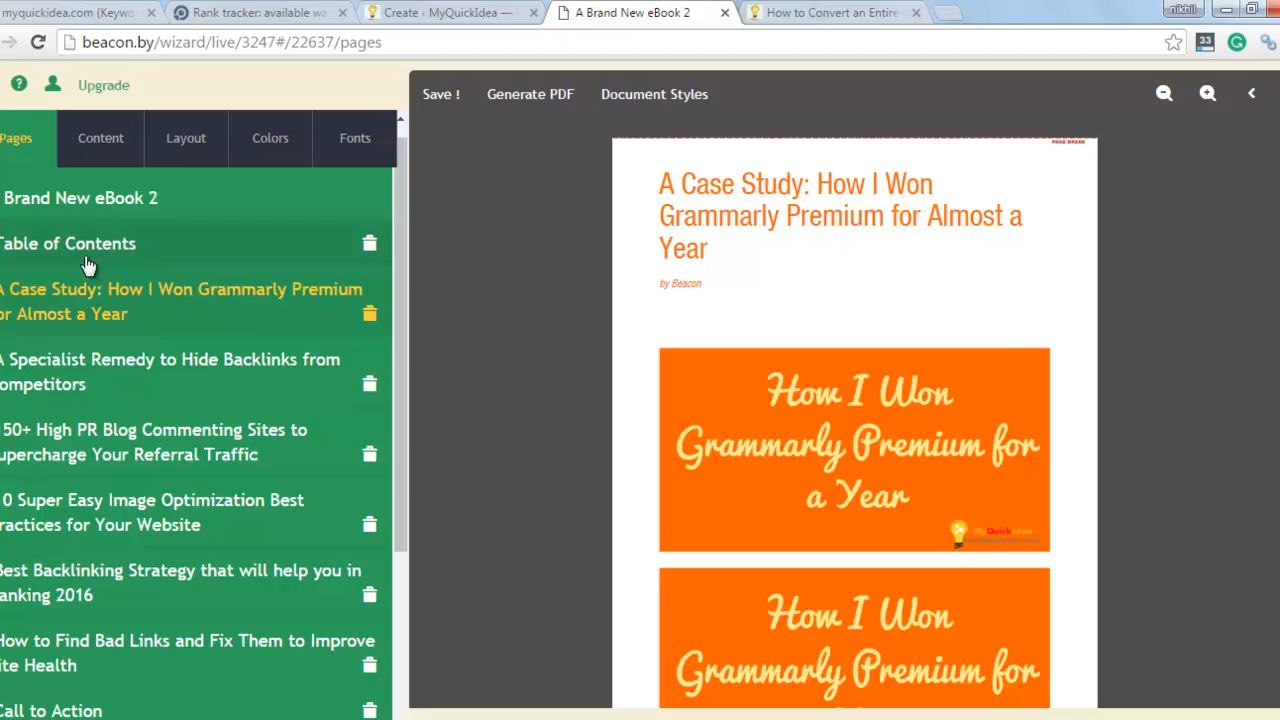 myquickidea.com (Keywo
Rank tracker: available wa
Create ‹ MyQuickIdea —
A Brand New eBook 2
How to Convert an Entire
nikhil
beacon.by/wizard/live/3247#/22637/pages
33
Upgrade
Save !
Generate PDF
Document Styles
Pages
Content
Layout
Colors
Fonts
Brand New eBook 2
Table of Contents
A Case Study: How I Won Grammarly Premium
or Almost a Year
A Specialist Remedy to Hide Backlinks from
ompetitors
50+ High PR Blog Commenting Sites to
upercharge Your Referral Traffic
0 Super Easy Image Optimization Best
ractices for Your Website
Best Backlinking Strategy that will help you in
anking 2016
How to Find Bad Links and Fix Them to Improve
ite Health
Call to Action
PAGE BREAK
A Case Study: How I Won
Grammarly Premium for Almost a
Year
by Beacon
How I Won
Grammarly Premium for
a Year
MyQuickIdea
How I Won
Grammarly Premium for